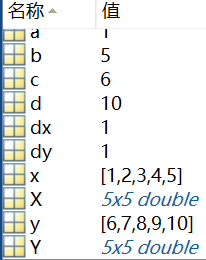 名称 值
a 1
b 5
c 6
d 10
dx 1
dy 1
x [1,2,3,4,5]
X 5x5 double
y [6,7,8,9,10]
Y 5x5 double